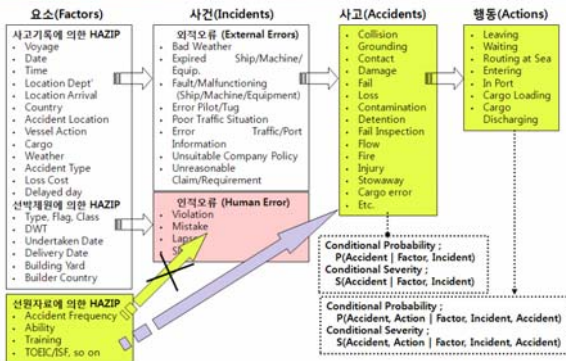 요소(Factors)
사고기록에 의한 HAZIP
• Voyage
• Date
• Time
• Location Dept'
• Location Arrival
• Country
• Accident Location
• Vessel Action
• Cargo
• Weather
• Accident Type
• Loss Cost
• Delayed day
선박제원에 의한 HAZIP
• Type, Flag, Class
• DWT
• Undertaken Date
• Delivery Date
• Building Yard
• Builder Country
선원자료에 의한 HAZIP
• Accident Frequency
• Ability
• Training
• TOEIC/ISF, so on
사건(Incidents)
외적오류 (External Errors)
• Bad Weather
• Expired Ship/Machine/
Equip.
• Fault/Malfunctioning
(Ship/Machine/Equipment)
• Error Pilot/Tug
• Poor Traffic Situation
• Error Traffic/Port
Information
• Unsuitable Company Policy
• Unreasonable
Claim/Requirement
인적오류 (Human Error)
• Violation
• Mistake
사고(Accidents)
• Collision
• Grounding
• Contact
• Damage
• Fail
• Loss
• Contamination
• Detention
• Fail Inspection
• Flow
• Fire
• Injury
• Stowaway
• Cargo error
• Etc.
행동(Actions)
• Leaving
• Waiting
• Routing at Sea
• Entering
• In Port
• Cargo Loading
• Cargo
Discharging
Conditional Probability ;
P(Accident | Factor, Incident)
Conditional Severity ;
S(Accident | Factor, Incident)
Conditional Probability ;
P(Accident, Action | Factor, Incident, Accident)
Conditional Severity ;
S(Accident, Action | Factor, Incident, Accident)